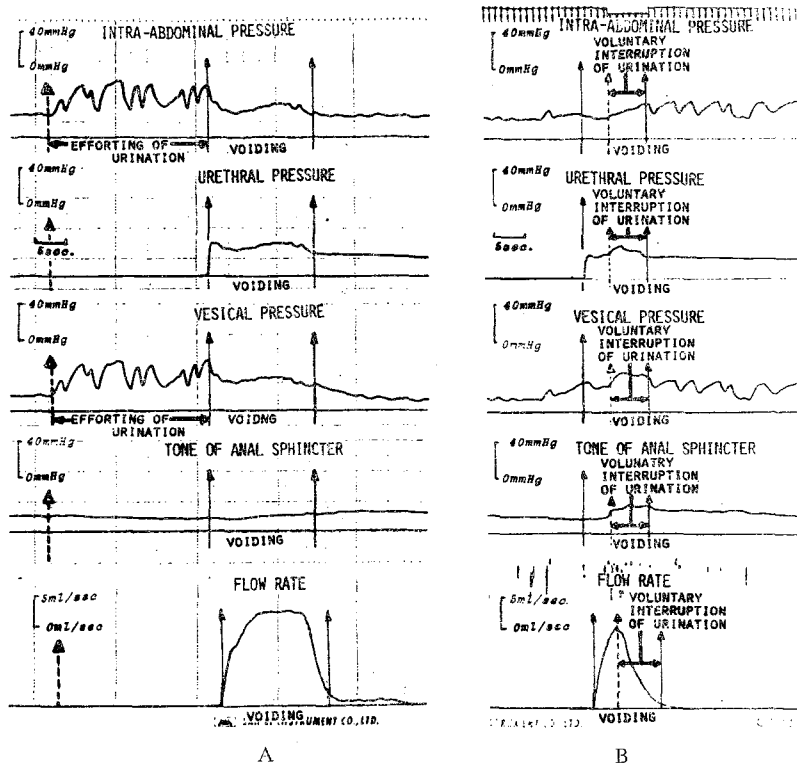 INTRA-ABDOMINAL PRESSURE
40mmHg
0mmHg
EFFORTING OF
URINATION
VOIDING
URETHRAL PRESSURE
40mmHg
0mmHg
5sec.
VOIDING
VESICAL PRESSURE
40mmHg
0mmHg
EFFORTING OF
URINATION
VOIDNG
TONE OF ANAL SPHINCTER
40mmHg
0mmHg
VOIDING
FLOW RATE
5ml/sec
0ml/sec
VOIDING
INSTRUMENT CO.,LTD.
A
INTRA-ABDOMINAL PRESSURE
40mmHg
0mmHg
VOLUNTARY
INTERRUPTION
OF URINATION
VOIDING
URETHRAL PRESSURE
40mmHg
0mmHg
VOLUNTARY
INTERRUPTION
OF URINATION
5sec.
VOIDING
VESICAL PRESSURE
40mmHg
0mmHg
VOLUNTARY
INTERRUPTION
OF URINATION
VOIDING
TONE OF ANAL SPHINCTER
40mmHg
0mmHg
VOLUNATRY
INTERRUPTION
OF URINATION
VOIDING
FLOW RATE
5ml/sec.
0ml/sec
VOLUNTARY
INTERRUPTION
OF URINATION
VOIDING
B